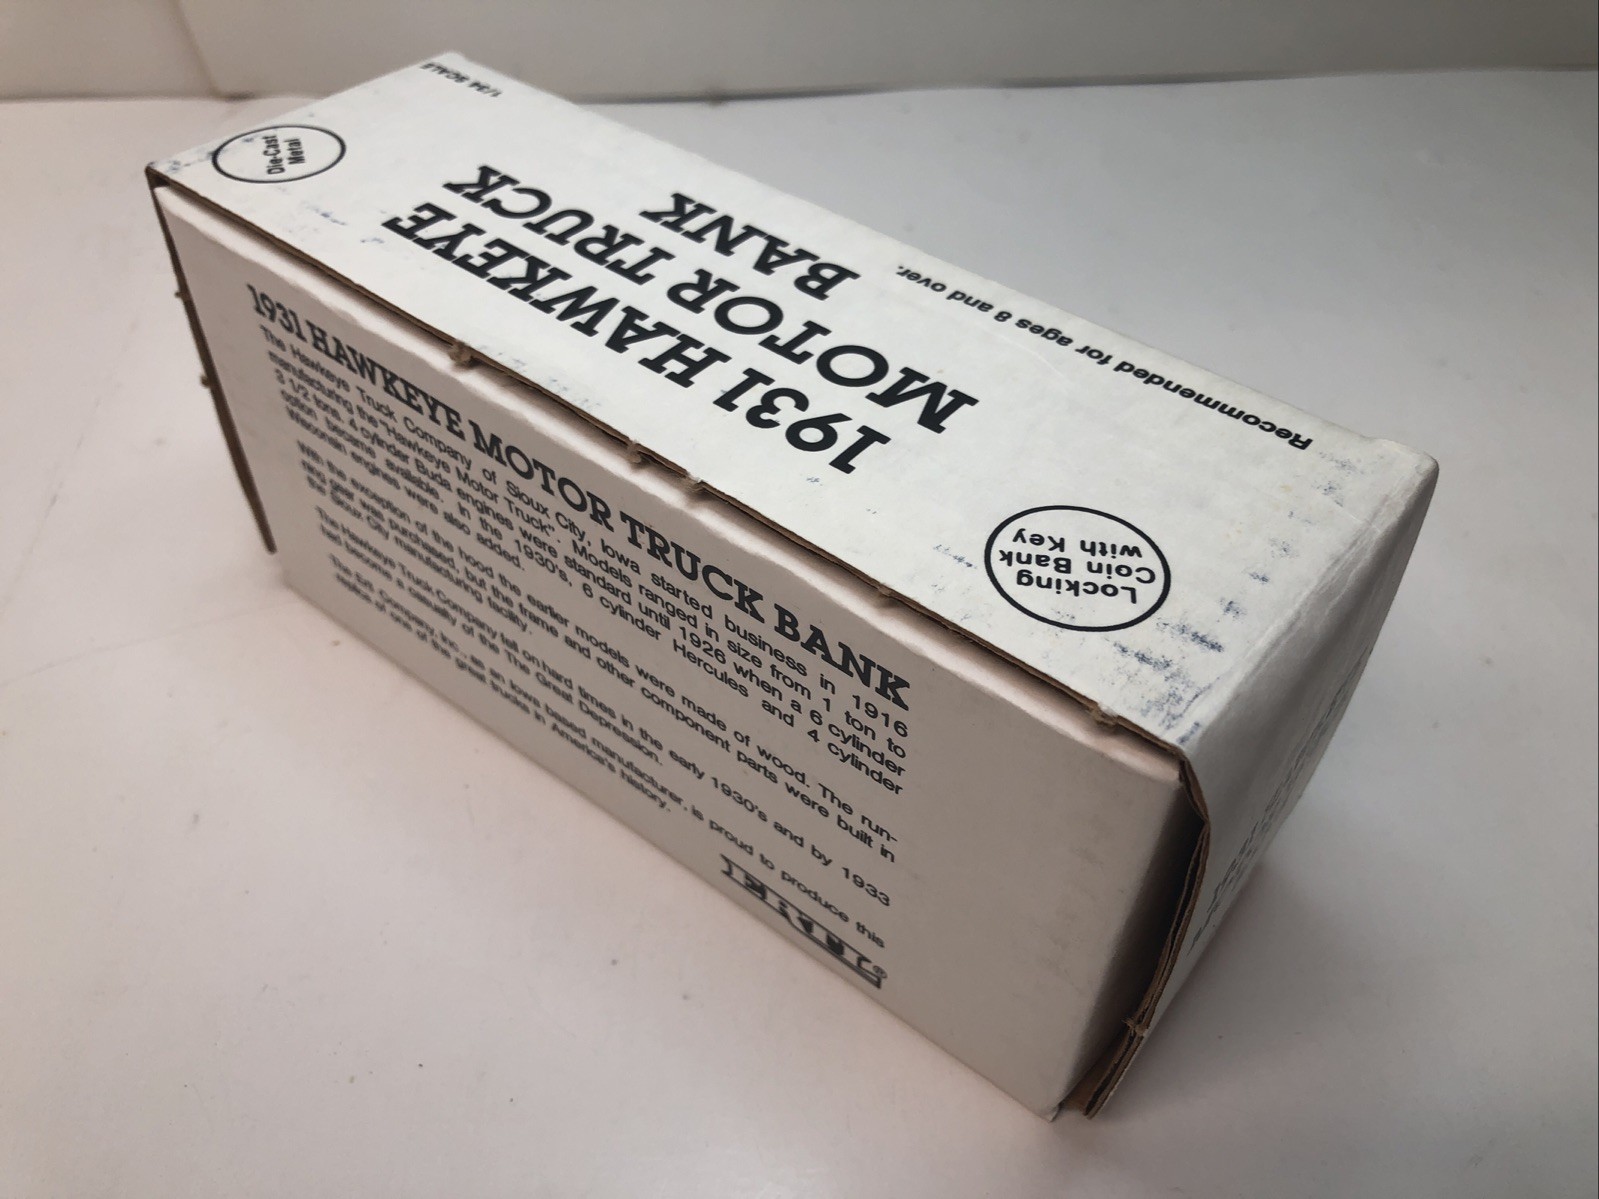 1/34 SCALE
Die-Cast
Metal
1931 HAWKEYE
MOTOR TRUCK
BANK
Recommended for ages 8 and over.
Locking
Coin Bank
with Key
1931 HAWKEYE MOTOR TRUCK BANK
The Hawkeye Truck Company of Sioux City, Iowa started business in 1916
manufacturing the "Hawkeye Motor Truck". Models ranged in size from 1 ton to
3 1/2 tons. 4 cylinder Buda engines were standard until 1926 when a 6 cylinder
option became available. In the 1930's, 6 cylinder Hercules and 4 cylinder
Wisconsin engines were also added.
With the exception of the hood the earlier models were made of wood. The run-
ning gear was purchased, but the frame and other component parts were built in
the Sioux City manufacturing facility.
The Hawkeye Truck Company fell on hard times in the early 1930's and by 1933
had become a casualty of the The Great Depression.
The Ertl Company, Inc., as an Iowa based manufacturer, is proud to produce this
replica of one of the great trucks in America's history.
ERTL®